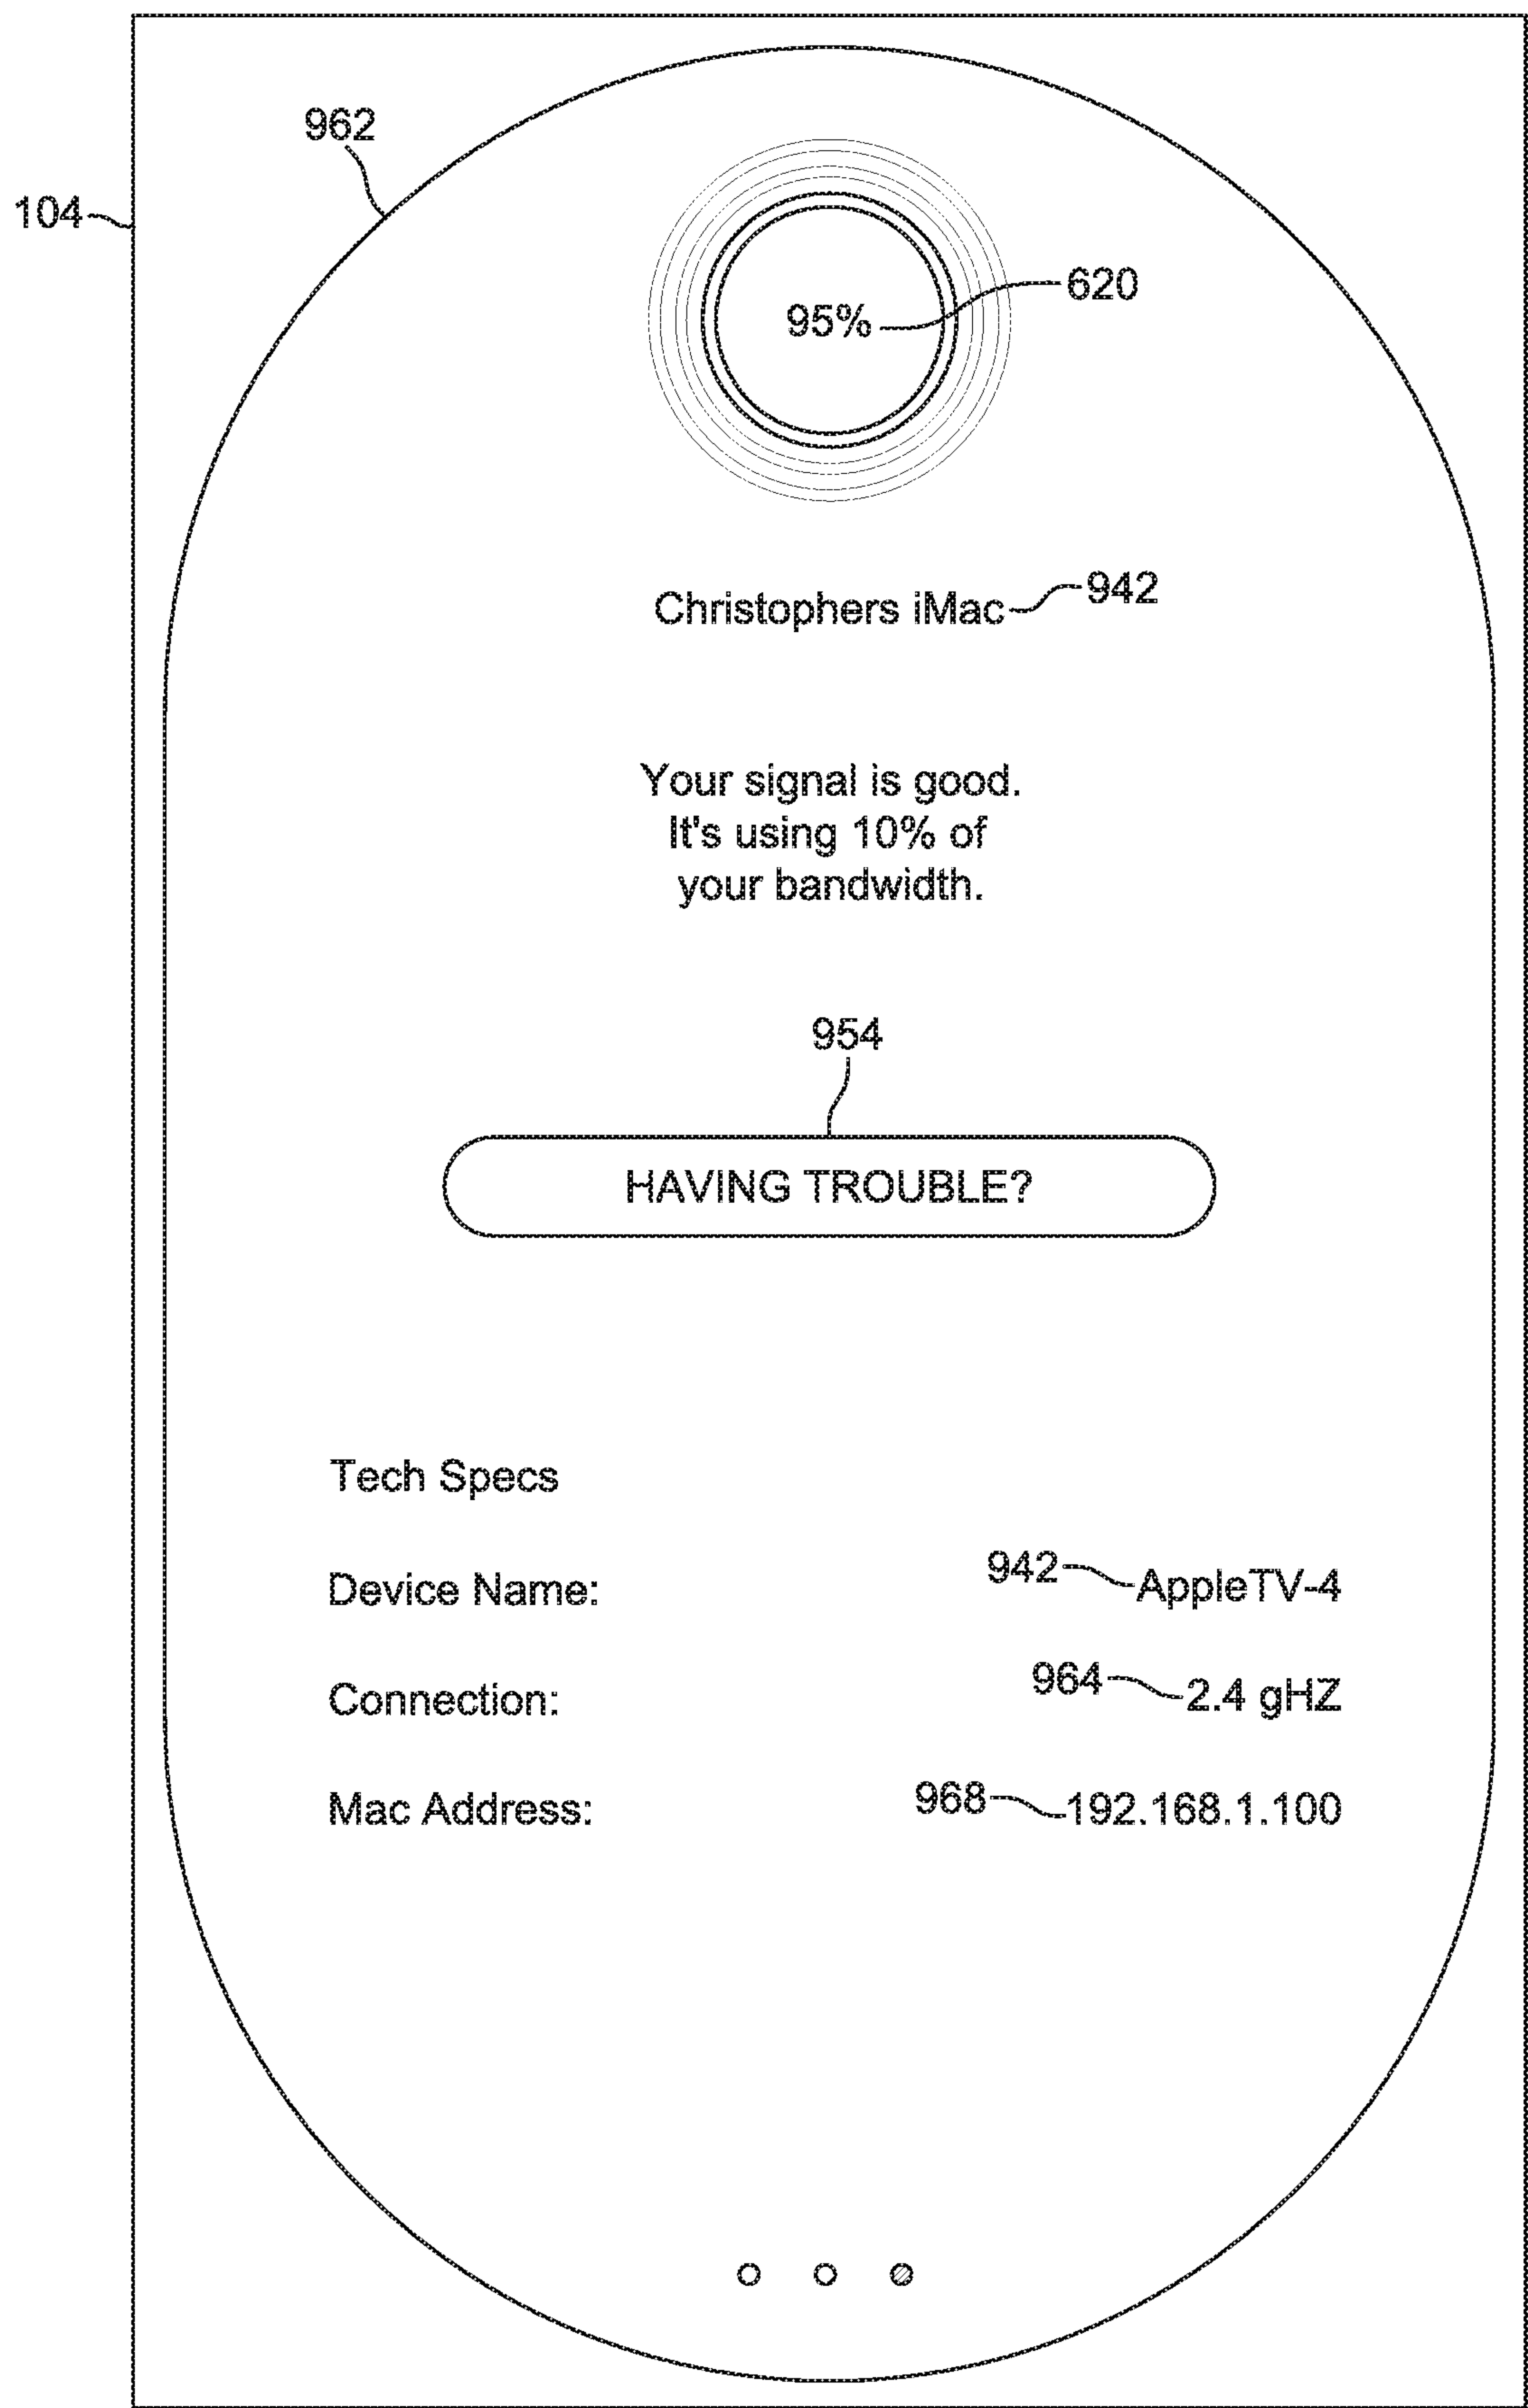 962
104
620
95%
942
Christophers iMac
Your signal is good.
It's using 10% of
your bandwidth.
954
HAVING TROUBLE?
Tech Specs
Device Name: 942 AppleTV-4
Connection: 964 2.4 gHZ
Mac Address: 968 192.168.1.100